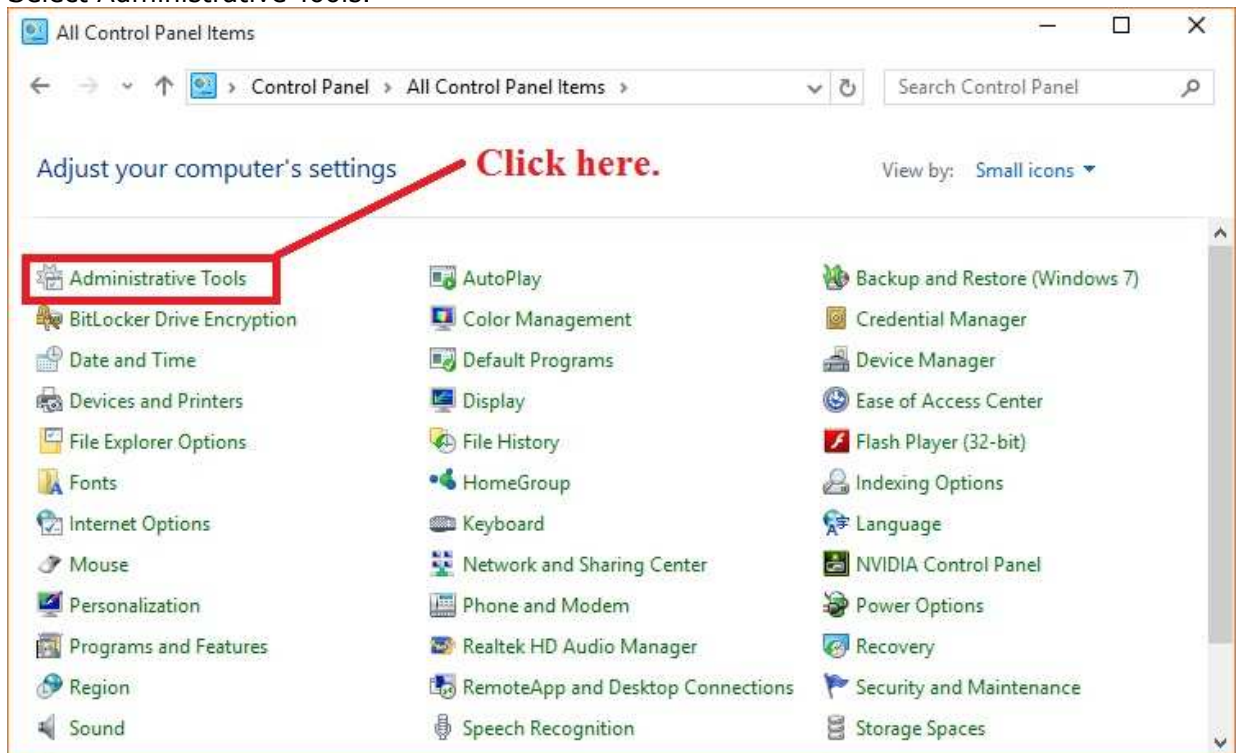 Select Administrative Tools.
All Control Panel Items
Control Panel > All Control Panel Items >
Search Control Panel
Adjust your computer's settings
Click here.
View by: Small icons
Administrative Tools
AutoPlay
Backup and Restore (Windows 7)
BitLocker Drive Encryption
Color Management
Credential Manager
Date and Time
Default Programs
Device Manager
Devices and Printers
Display
Ease of Access Center
File Explorer Options
File History
Flash Player (32-bit)
Fonts
HomeGroup
Indexing Options
Internet Options
Keyboard
Language
Mouse
Network and Sharing Center
NVIDIA Control Panel
Personalization
Phone and Modem
Power Options
Programs and Features
Realtek HD Audio Manager
Recovery
Region
RemoteApp and Desktop Connections
Security and Maintenance
Sound
Speech Recognition
Storage Spaces